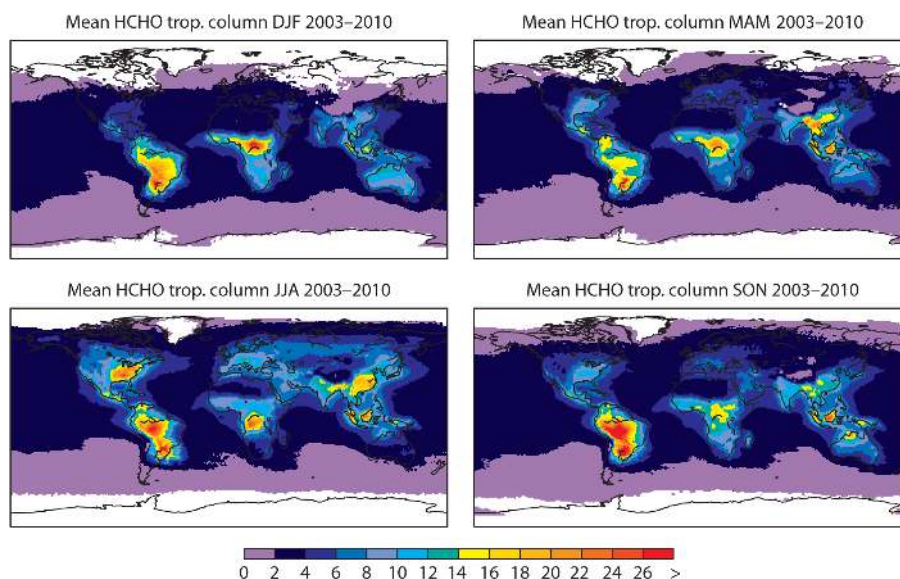 Mean HCHO trop. column DJF 2003–2010
Mean HCHO trop. column MAM 2003–2010
Mean HCHO trop. column JJA 2003–2010
Mean HCHO trop. column SON 2003–2010
0 2 4 6 8 10 12 14 16 18 20 22 24 26 >